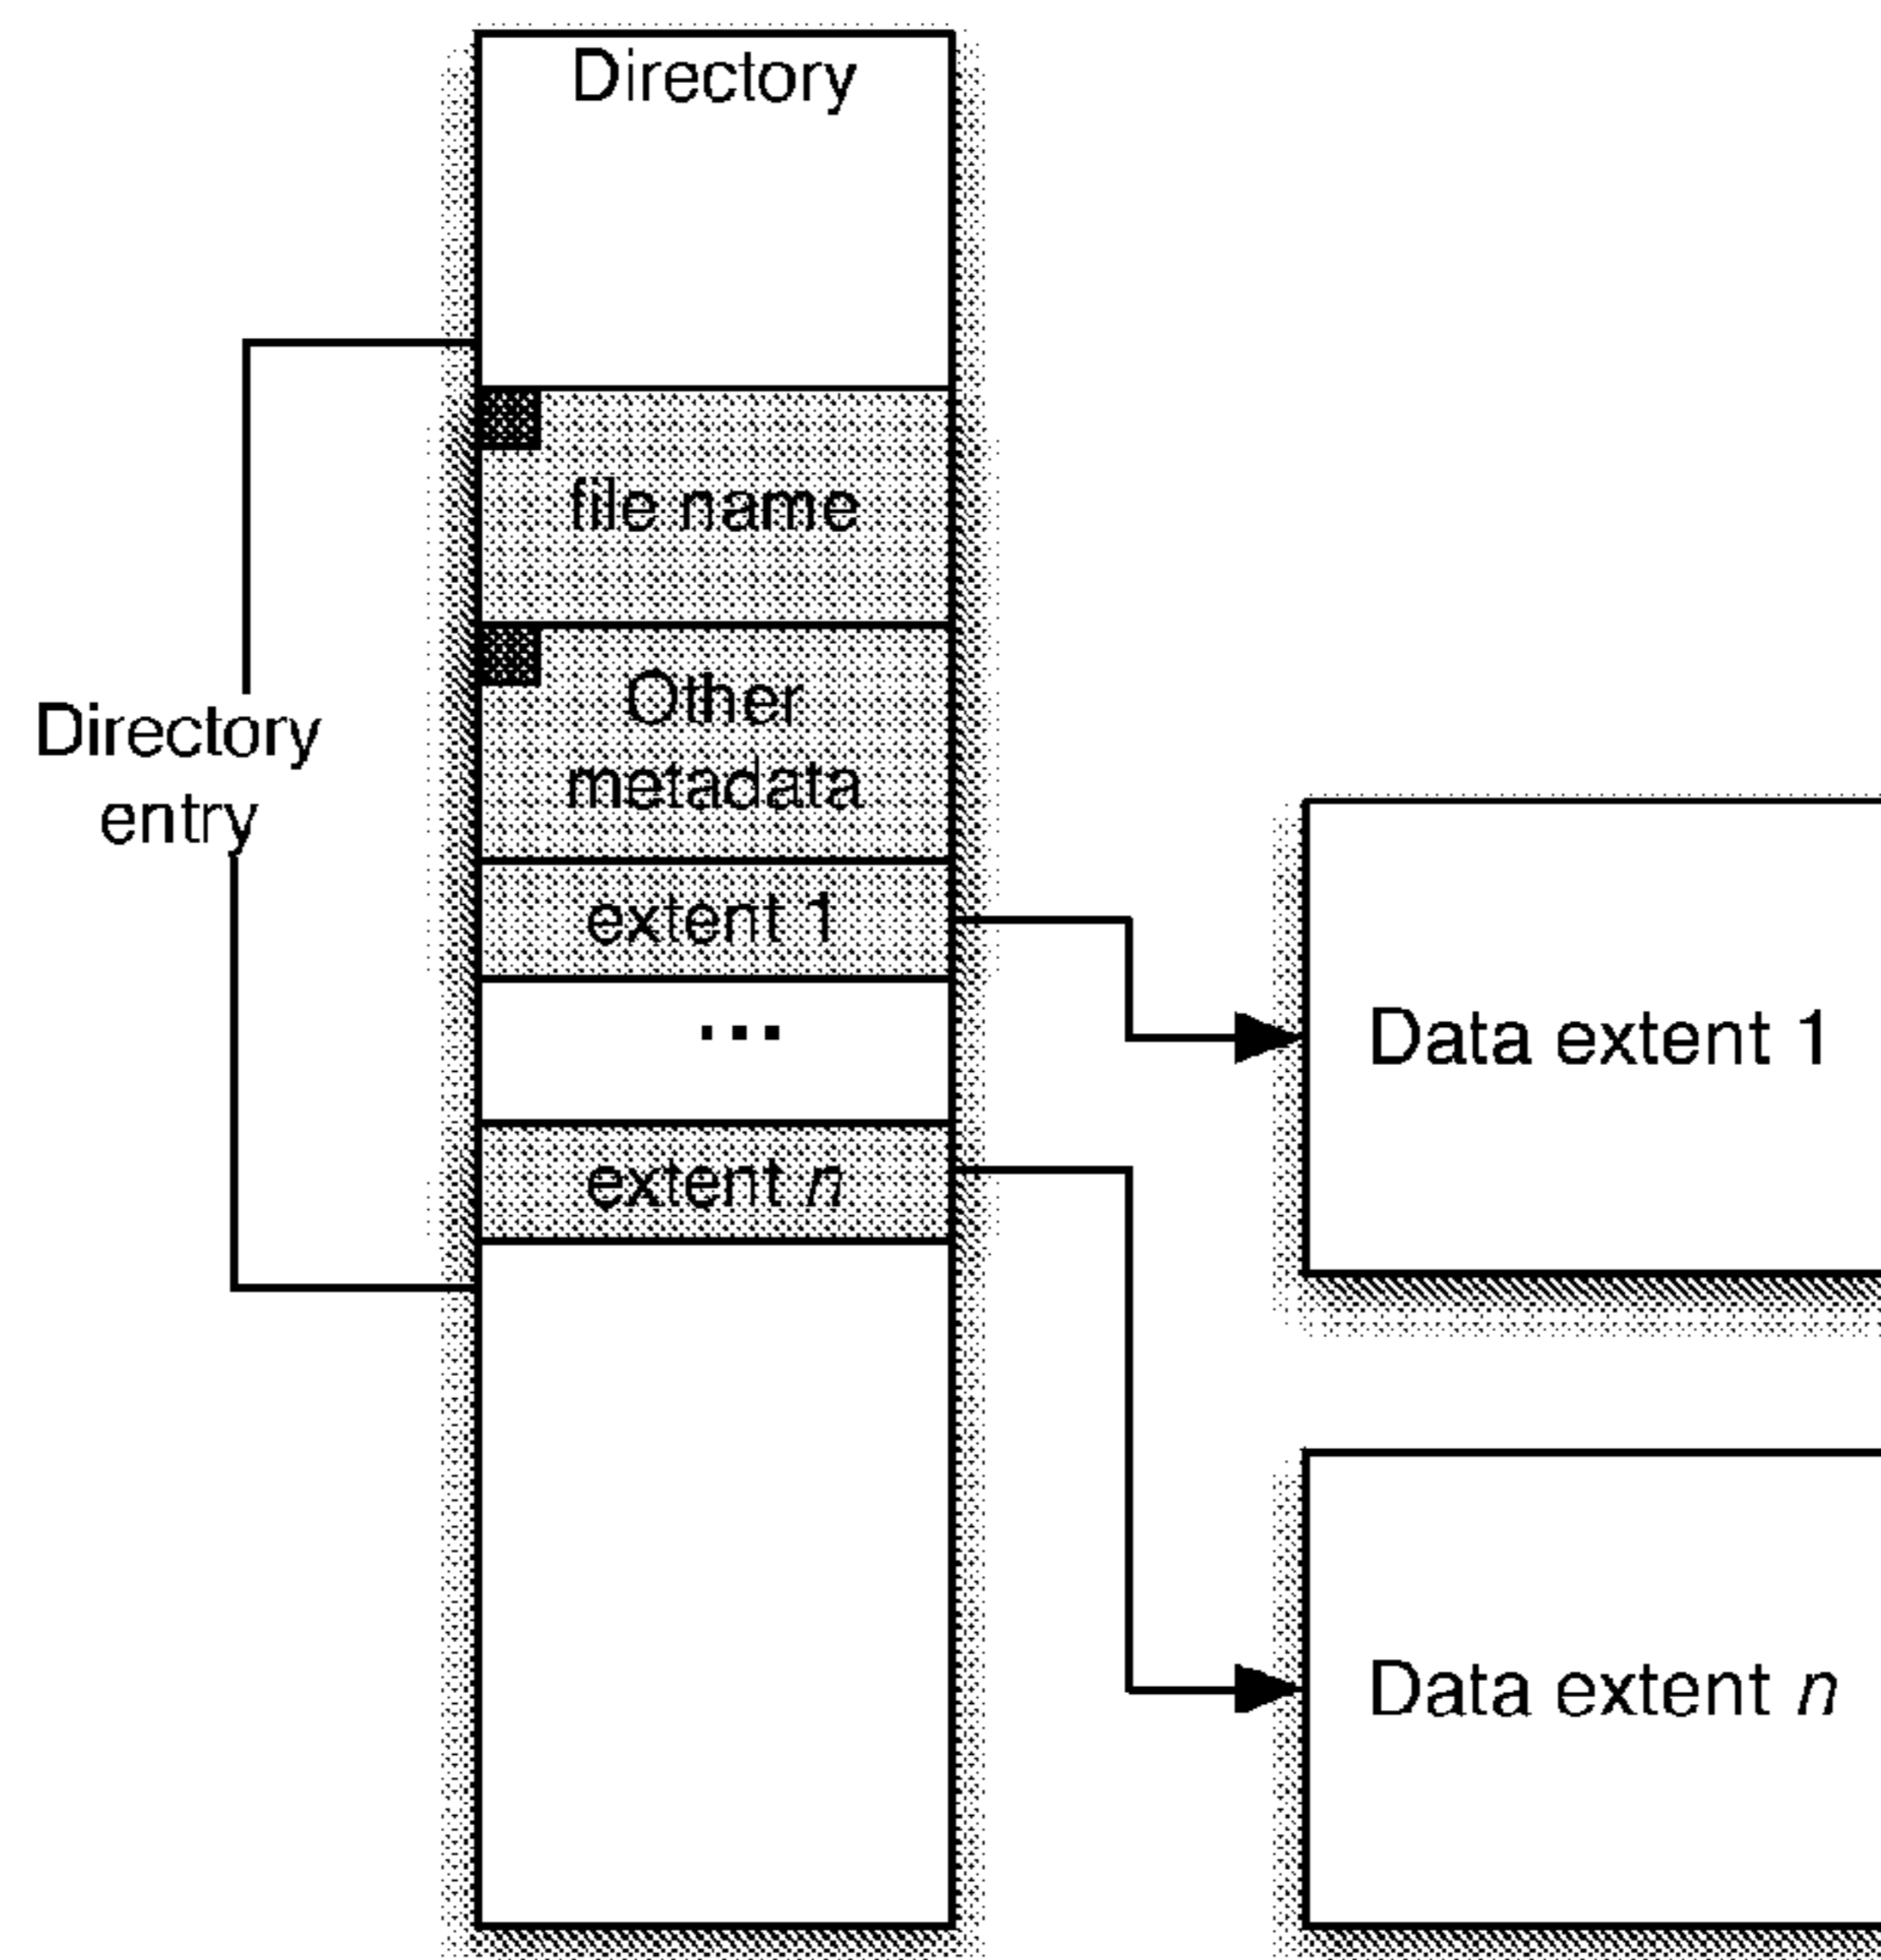 Directory
file name
Other
metadata
Directory
entry
extent 1
...
extent n
Data extent 1
Data extent n